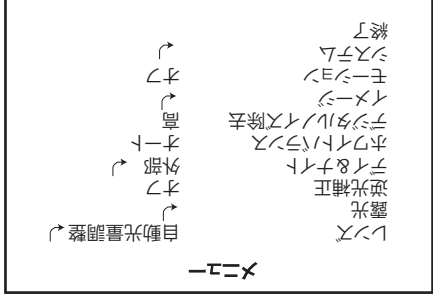 メニュー
レンズ 自動光量調整 ↵
露光 ↵
逆光補正 オフ
デイ&ナイト 外部 ↵
ホワイトバランス オート
デジタルノイズ除去 高
イメージ ↵
モーション オフ
システム ↵
終了